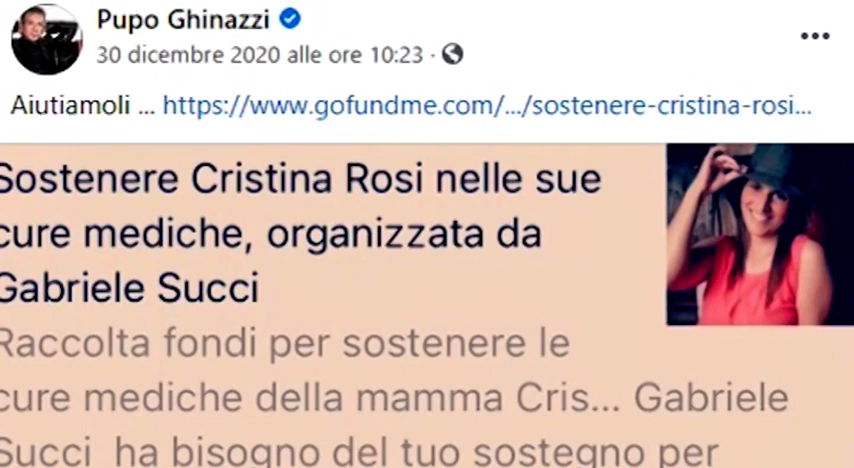 Pupo Ghinazzi
30 dicembre 2020 alle ore 10:23 ·
Aiutiamoli ... https://www.gofundme.com/.../sostenere-cristina-rosi...
Sostenere Cristina Rosi nelle sue
cure mediche, organizzata da
Gabriele Succi
Raccolta fondi per sostenere le
cure mediche della mamma Cris... Gabriele
Succi ha bisogno del tuo sostegno per